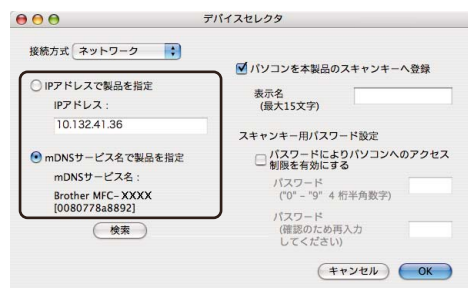 デバイスセレクタ
接続方式 ネットワーク
IPアドレスで製品を指定
IPアドレス：
10.132.41.36
mDNSサービス名で製品を指定
mDNSサービス名：
Brother MFC-XXXX
[0080778a8892]
検索
パソコンを本製品のスキャンキーへ登録
表示名
(最大15文字)
スキャンキー用パスワード設定
パスワードによりパソコンへのアクセス
制限を有効にする
パスワード
("0" – "9" 4 桁半角数字)
パスワード
(確認のため再入力
してください)
キャンセル OK